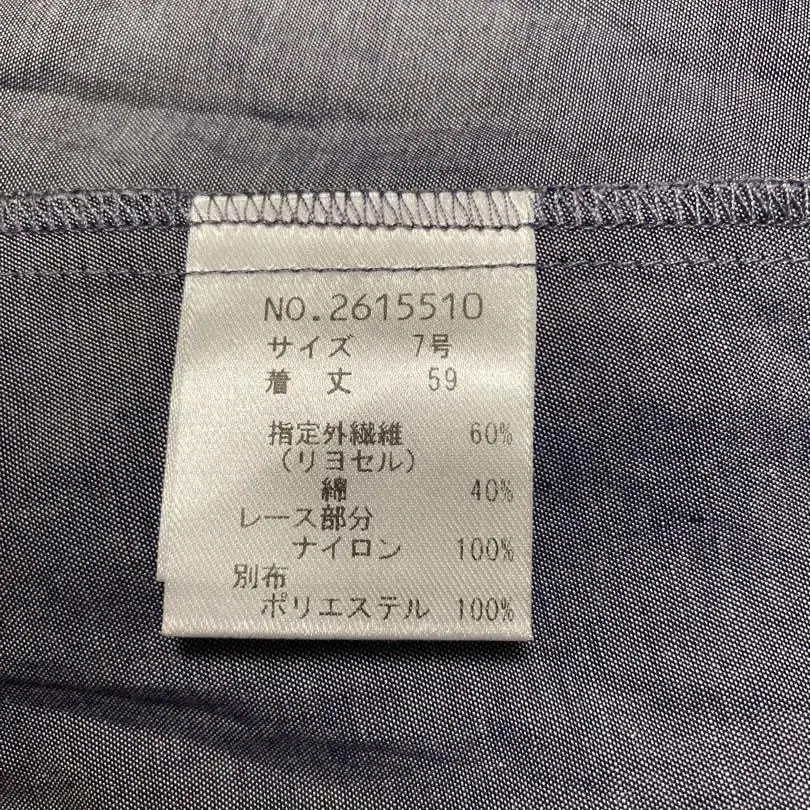 NO.2615510
サイズ 7号
着 丈 59
指定外繊維 60%
(リヨセル)
綿 40%
レース部分
ナイロン 100%
別布
ポリエステル 100%